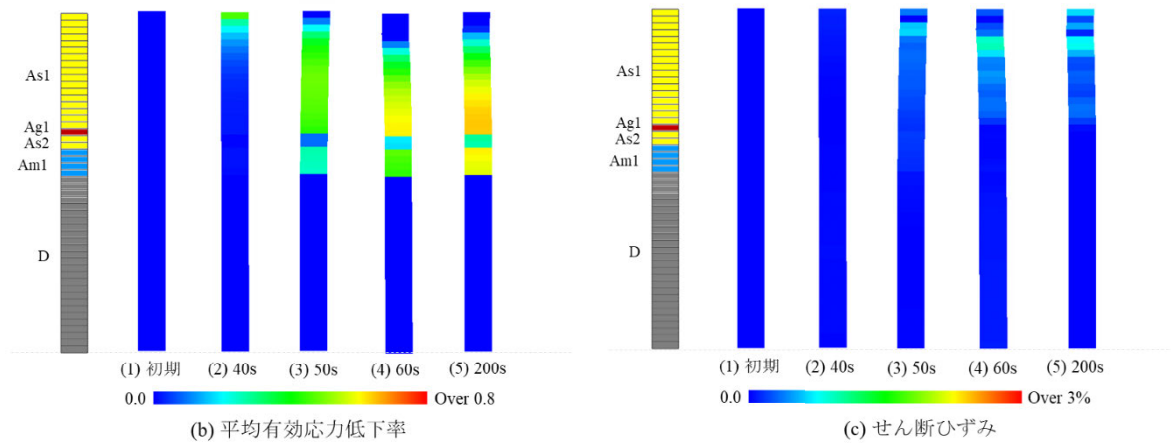 As1
Ag1
As2
Am1
D
(1) 初期 (2) 40s (3) 50s (4) 60s (5) 200s
0.0 Over 0.8
(b) 平均有効応力低下率
As1
Ag1
As2
Am1
D
(1) 初期 (2) 40s (3) 50s (4) 60s (5) 200s
0.0 Over 3%
(c) せん断ひずみ